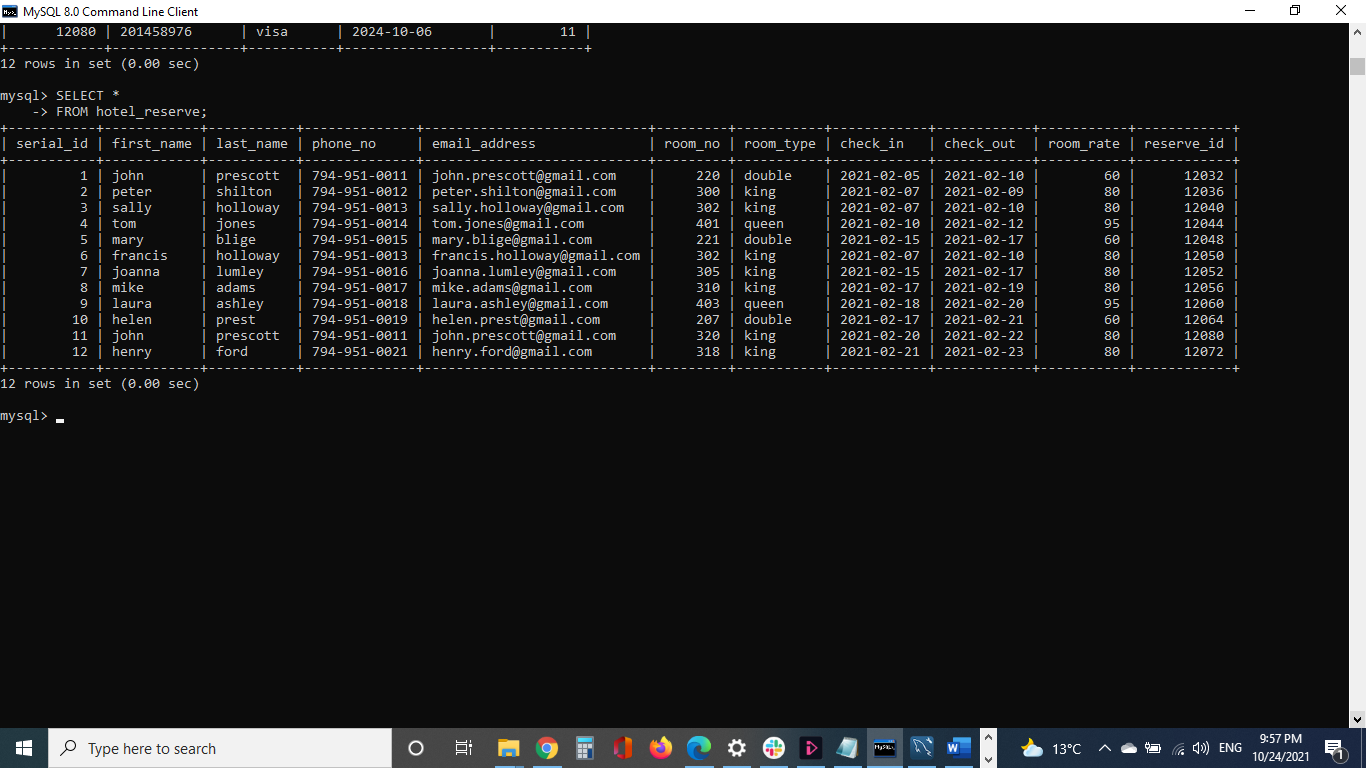 MySQL 8.0 Command Line Client
|      12080 | 201458976      | visa      | 2024-10-06       |        11 |
+------------+----------------+-----------+------------------+-----------+
12 rows in set (0.00 sec)
mysql> SELECT *
    -> FROM hotel_reserve;
+-----------+------------+-----------+--------------+----------------------------+---------+-----------+------------+------------+-----------+------------+
| serial_id | first_name | last_name | phone_no     | email_address              | room_no | room_type | check_in   | check_out  | room_rate | reserve_id |
+-----------+------------+-----------+--------------+----------------------------+---------+-----------+------------+------------+-----------+------------+
|         1 | john       | prescott  | 794-951-0011 | john.prescott@gmail.com    |     220 | double    | 2021-02-05 | 2021-02-10 |        60 |      12032 |
|         2 | peter      | shilton   | 794-951-0012 | peter.shilton@gmail.com    |     300 | king      | 2021-02-07 | 2021-02-09 |        80 |      12036 |
|         3 | sally      | holloway  | 794-951-0013 | sally.holloway@gmail.com   |     302 | king      | 2021-02-07 | 2021-02-10 |        80 |      12040 |
|         4 | tom        | jones     | 794-951-0014 | tom.jones@gmail.com        |     401 | queen     | 2021-02-10 | 2021-02-12 |        95 |      12044 |
|         5 | mary       | blige     | 794-951-0015 | mary.blige@gmail.com       |     221 | double    | 2021-02-15 | 2021-02-17 |        60 |      12048 |
|         6 | francis    | holloway  | 794-951-0013 | francis.holloway@gmail.com |     302 | king      | 2021-02-07 | 2021-02-10 |        80 |      12050 |
|         7 | joanna     | lumley    | 794-951-0016 | joanna.lumley@gmail.com    |     305 | king      | 2021-02-15 | 2021-02-17 |        80 |      12052 |
|         8 | mike       | adams     | 794-951-0017 | mike.adams@gmail.com       |     310 | king      | 2021-02-17 | 2021-02-19 |        80 |      12056 |
|         9 | laura      | ashley    | 794-951-0018 | laura.ashley@gmail.com     |     403 | queen     | 2021-02-18 | 2021-02-20 |        95 |      12060 |
|        10 | helen      | prest     | 794-951-0019 | helen.prest@gmail.com      |     207 | double    | 2021-02-17 | 2021-02-21 |        60 |      12064 |
|        11 | john       | prescott  | 794-951-0011 | john.prescott@gmail.com    |     320 | king      | 2021-02-20 | 2021-02-22 |        80 |      12080 |
|        12 | henry      | ford      | 794-951-0021 | henry.ford@gmail.com       |     318 | king      | 2021-02-21 | 2021-02-23 |        80 |      12072 |
+-----------+------------+-----------+--------------+----------------------------+---------+-----------+------------+------------+-----------+------------+
12 rows in set (0.00 sec)
mysql> _
Type here to search
13°C
ENG
9:57 PM
10/24/2021
1